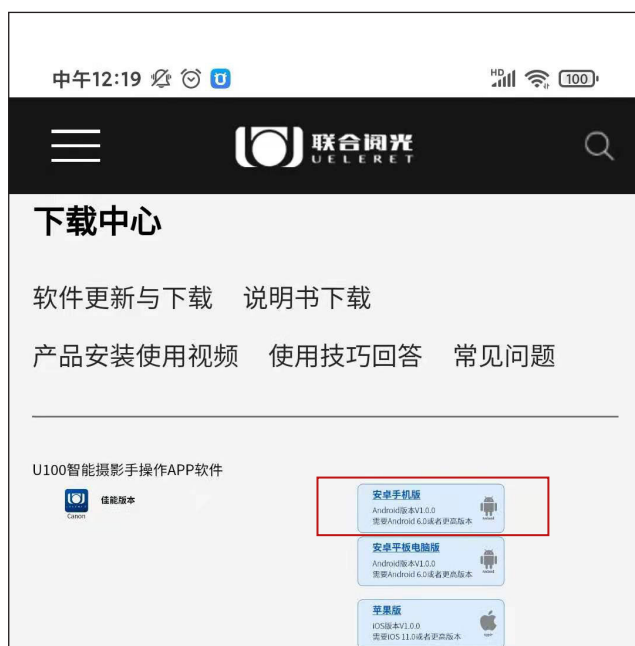 中午12:19
HD
100
联合阅光
UELERET
下载中心
软件更新与下载 说明书下载
产品安装使用视频 使用技巧回答 常见问题
U100智能摄影手操作APP软件
Canon
佳能版本
安卓手机版
Android版本V1.0.0
需要Android 6.0或者更高版本
安卓平板电脑版
Android版本V1.0.0
需要Android 6.0或者更高版本
苹果版
iOS版本V1.0.0
需要iOS 11.0或者更高版本